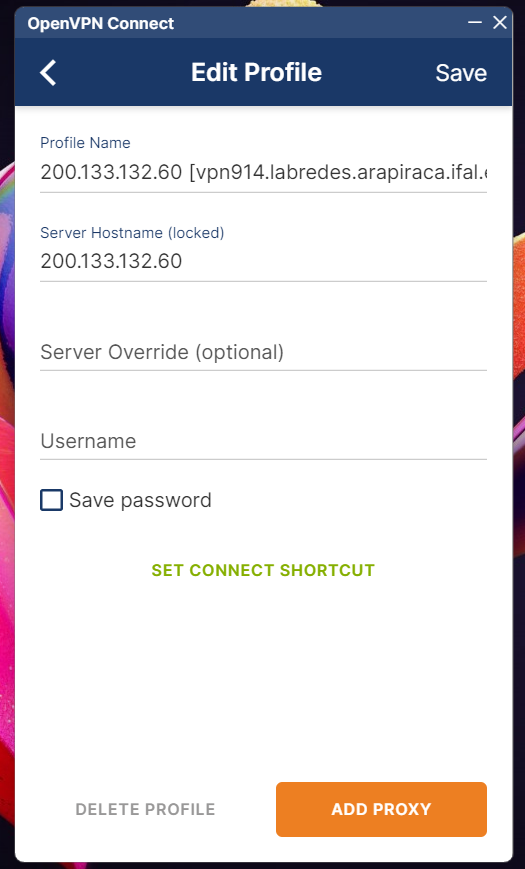 OpenVPN Connect
Edit Profile
Save
Profile Name
200.133.132.60 [vpn914.labredes.arapiraca.ifal.e
Server Hostname (locked)
200.133.132.60
Server Override (optional)
Username
Save password
SET CONNECT SHORTCUT
DELETE PROFILE
ADD PROXY